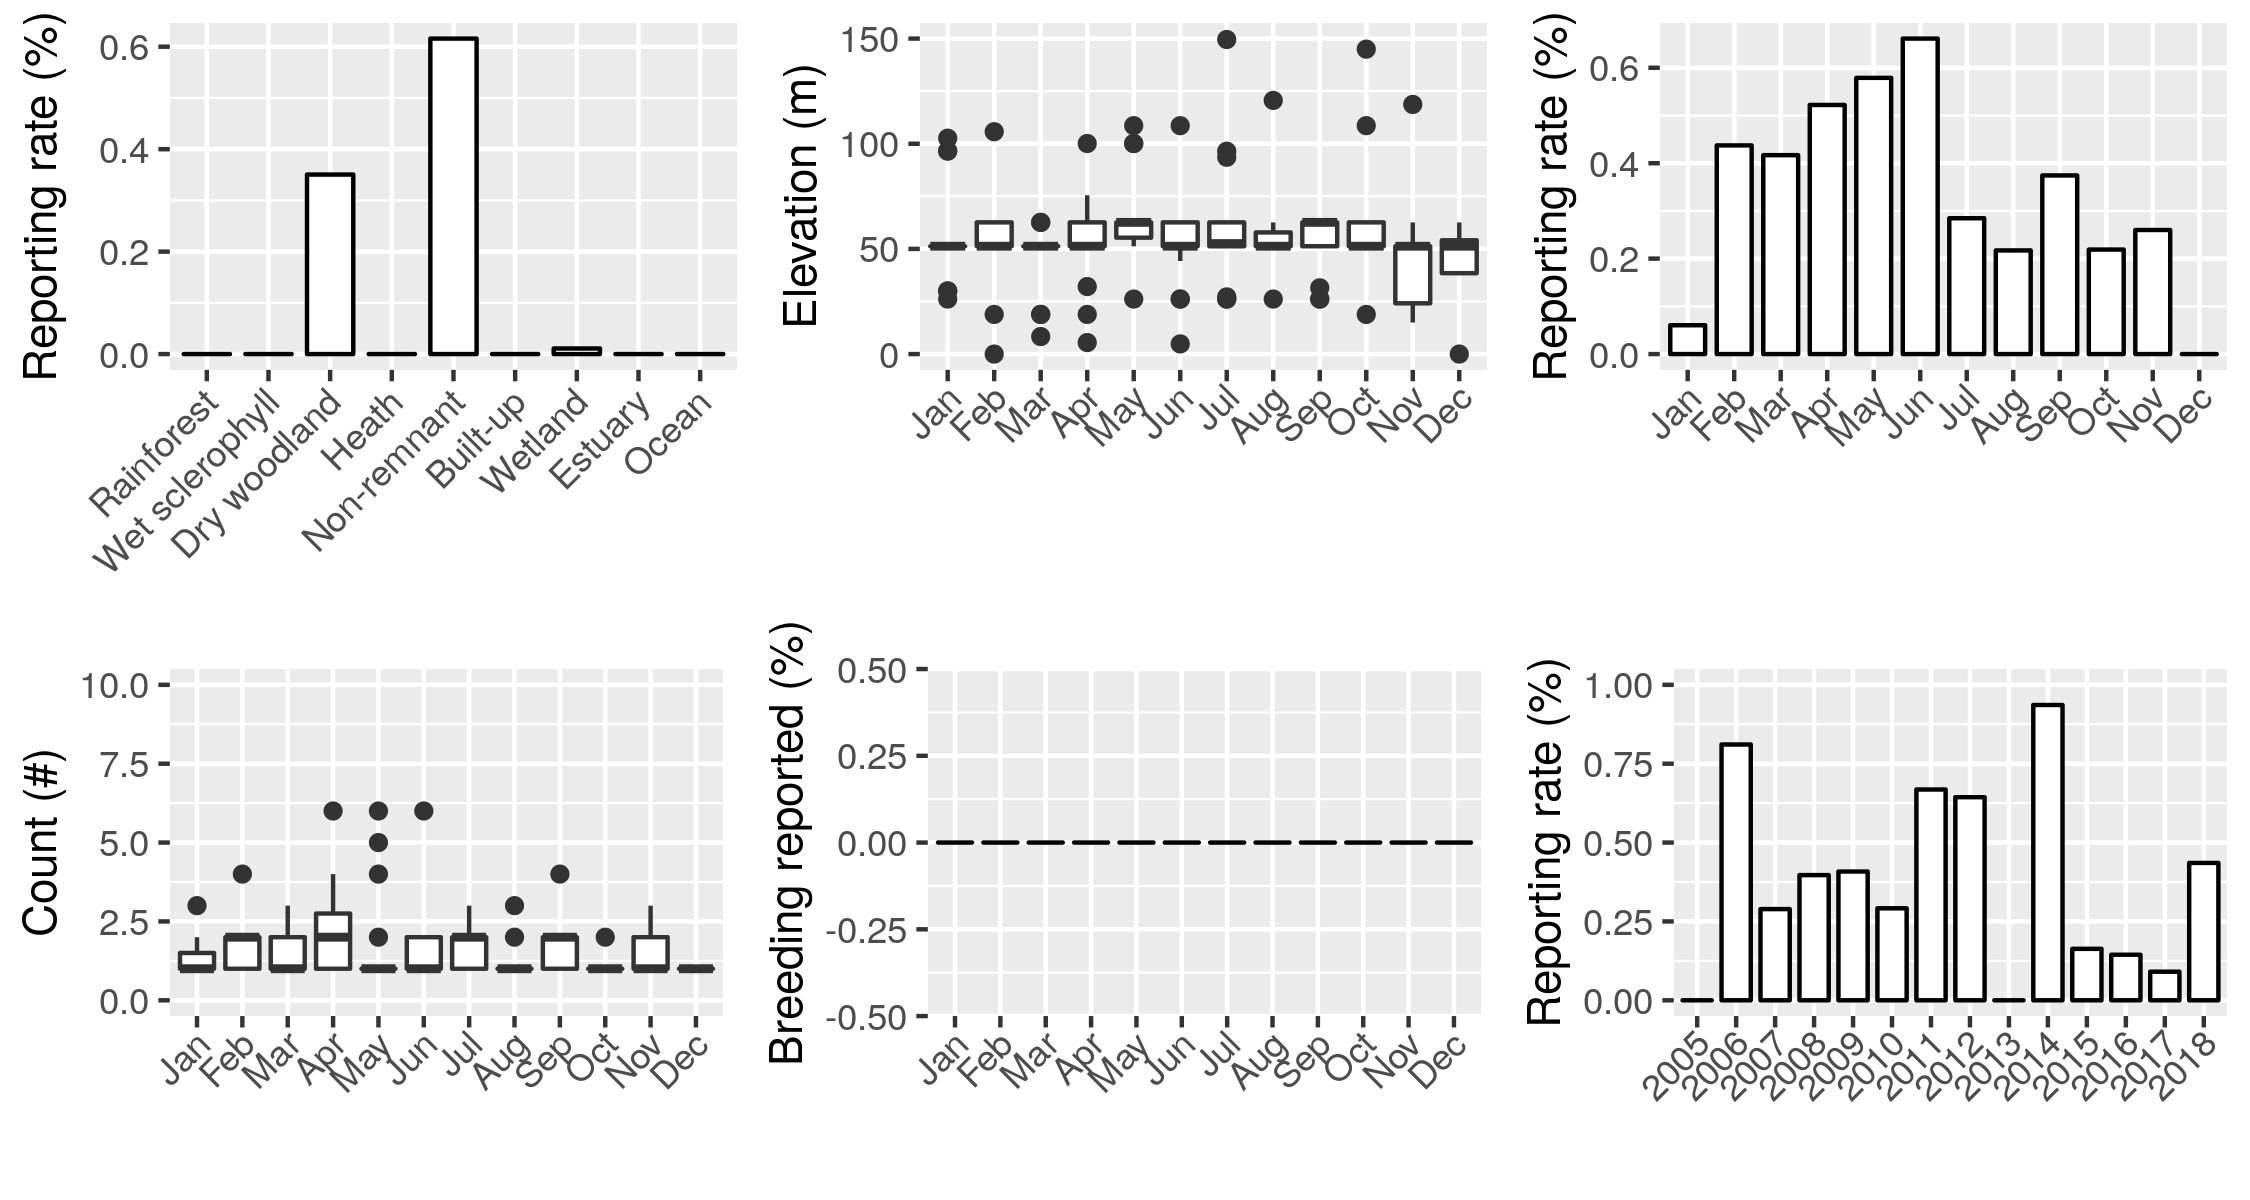 Reporting rate (%)
0.6
0.4
0.2
0.0
Rainforest
Wet sclerophyll
Dry woodland
Heath
Non-remnant
Built-up
Wetland
Estuary
Ocean
Elevation (m)
150
100
50
0
Jan
Feb
Mar
Apr
May
Jun
Jul
Aug
Sep
Oct
Nov
Dec
Reporting rate (%)
0.6
0.4
0.2
0.0
Jan
Feb
Mar
Apr
May
Jun
Jul
Aug
Sep
Oct
Nov
Dec
Count (#)
10.0
7.5
5.0
2.5
0.0
Jan
Feb
Mar
Apr
May
Jun
Jul
Aug
Sep
Oct
Nov
Dec
Breeding reported (%)
0.50
0.25
0.00
-0.25
-0.50
Jan
Feb
Mar
Apr
May
Jun
Jul
Aug
Sep
Oct
Nov
Dec
Reporting rate (%)
1.00
0.75
0.50
0.25
0.00
2005
2006
2007
2008
2009
2010
2011
2012
2013
2014
2015
2016
2017
2018